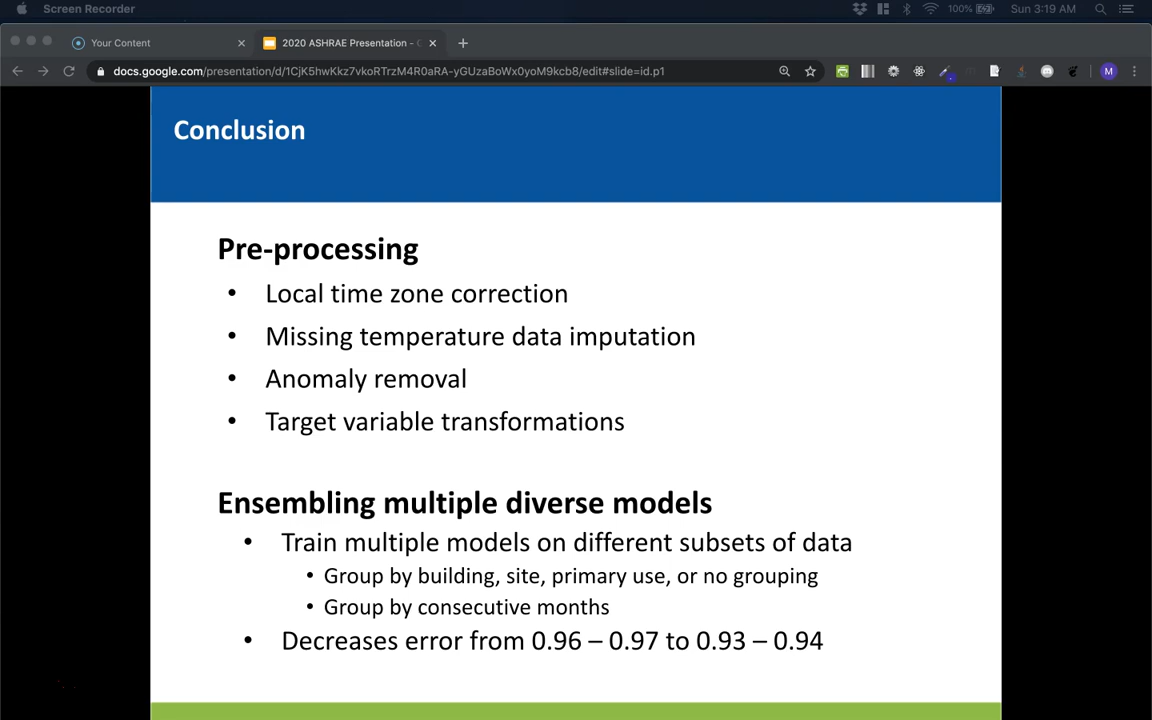 Screen Recorder
100%
Sun 3:19 AM
Your Content
2020 ASHRAE Presentation -
docs.google.com/presentation/d/1CjK5hwKkz7vkoRTrzM4R0aRA-yGUzaBoWx0yoM9kcb8/edit#slide=id.p1
M
Conclusion
Pre-processing
• Local time zone correction
• Missing temperature data imputation
• Anomaly removal
• Target variable transformations
Ensembling multiple diverse models
• Train multiple models on different subsets of data
• Group by building, site, primary use, or no grouping
• Group by consecutive months
• Decreases error from 0.96 – 0.97 to 0.93 – 0.94